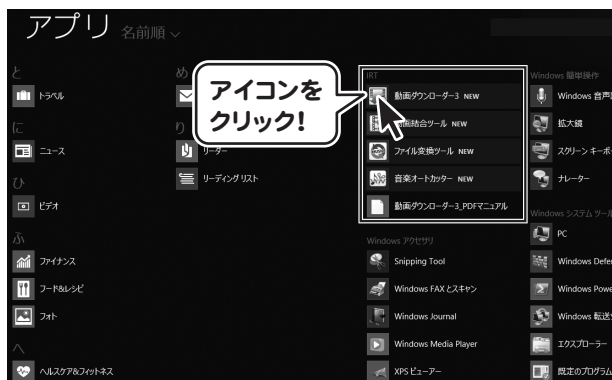 アプリ 名前順
と
トラベル
に
ニュース
ひ
ビデオ
ふ
ファイナンス
フード&レシピ
フォト
へ
ヘルスケア&フィットネス
め
り
リーダー
リーディング リスト
アイコンを
クリック!
IRT
動画ダウンローダー3 NEW
動画結合ツール NEW
ファイル変換ツール NEW
音楽オートカッター NEW
動画ダウンローダー3_PDFマニュアル
Windows アクセサリ
Snipping Tool
Windows FAX とスキャン
Windows Journal
Windows Media Player
XPS ビューアー
Windows 簡単操作
Windows 音声
拡大鏡
スクリーン キーボ
ナレーター
Windows システム ツール
PC
Windows Defen
Windows Powe
Windows 転送
エクスプローラー
既定のプログラム